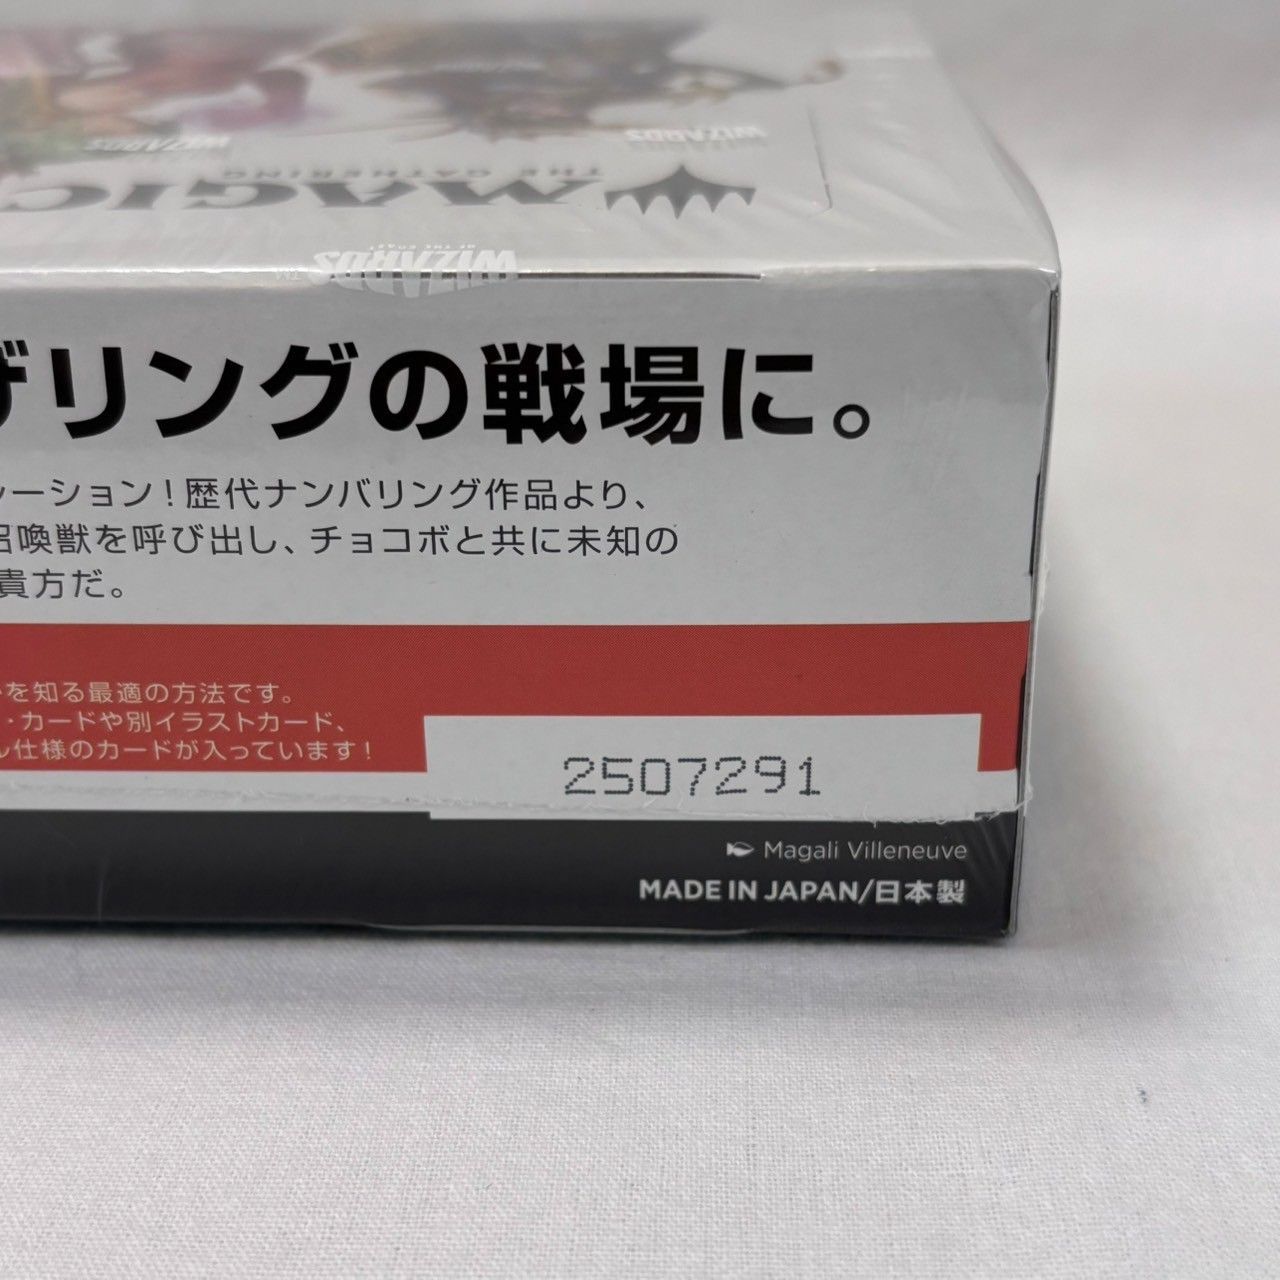 WIZARDS
WIZARDS
THE GATHERING
MAGIC
WIZARDS
OF THE COAST
ザリングの戦場に。
レーション！歴代ナンバリング作品より、
召喚獣を呼び出し、チョコボと共に未知の
貴方だ。
を知る最適の方法です。
・カードや別イラストカード、
ル仕様のカードが入っています！
2507291
Magali Villeneuve
MADE IN JAPAN/日本製